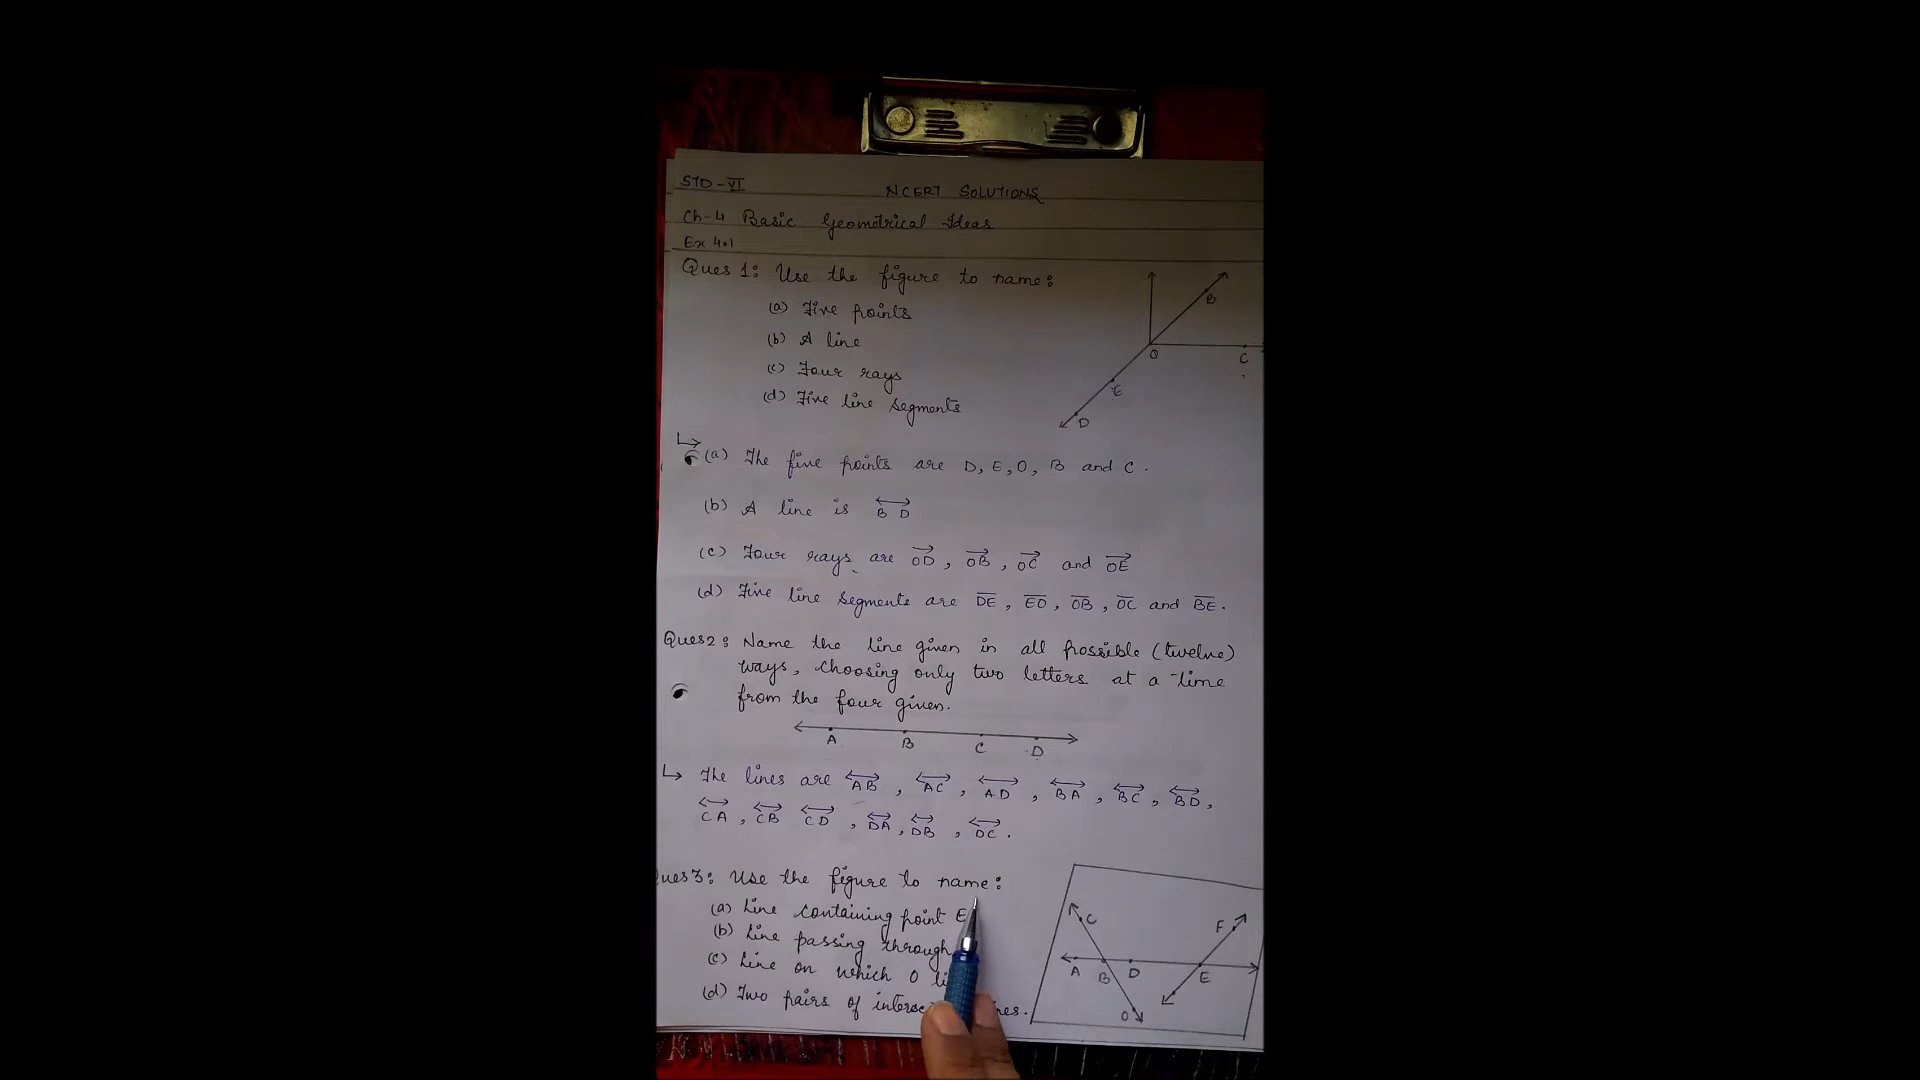 STD - VI
NCERT SOLUTIONS
Ch-4 Basic Geometrical Ideas
Ex 4.1
Ques 1: Use the figure to name:
(a) Five points
(b) A line
(c) Four rays
(d) Five line segments
B
O
C
E
D
(a) The five points are D, E, O, B and C.
(b) A line is BD
(c) Four rays are OD, OB, OC and OE
(d) Five line segments are DE, EO, OB, OC and BE.
Ques2: Name the line given in all possible (twelve)
ways, choosing only two letters at a time
from the four given.
A B C D
The lines are AB, AC, AD, BA, BC, BD,
CA, CB CD, DA, DB, DC.
ues 3: Use the figure to name:
(a) Line containing point E
(b) Line passing through
(c) Line on which O
(d) Two pairs of
C
F
A B D E
O